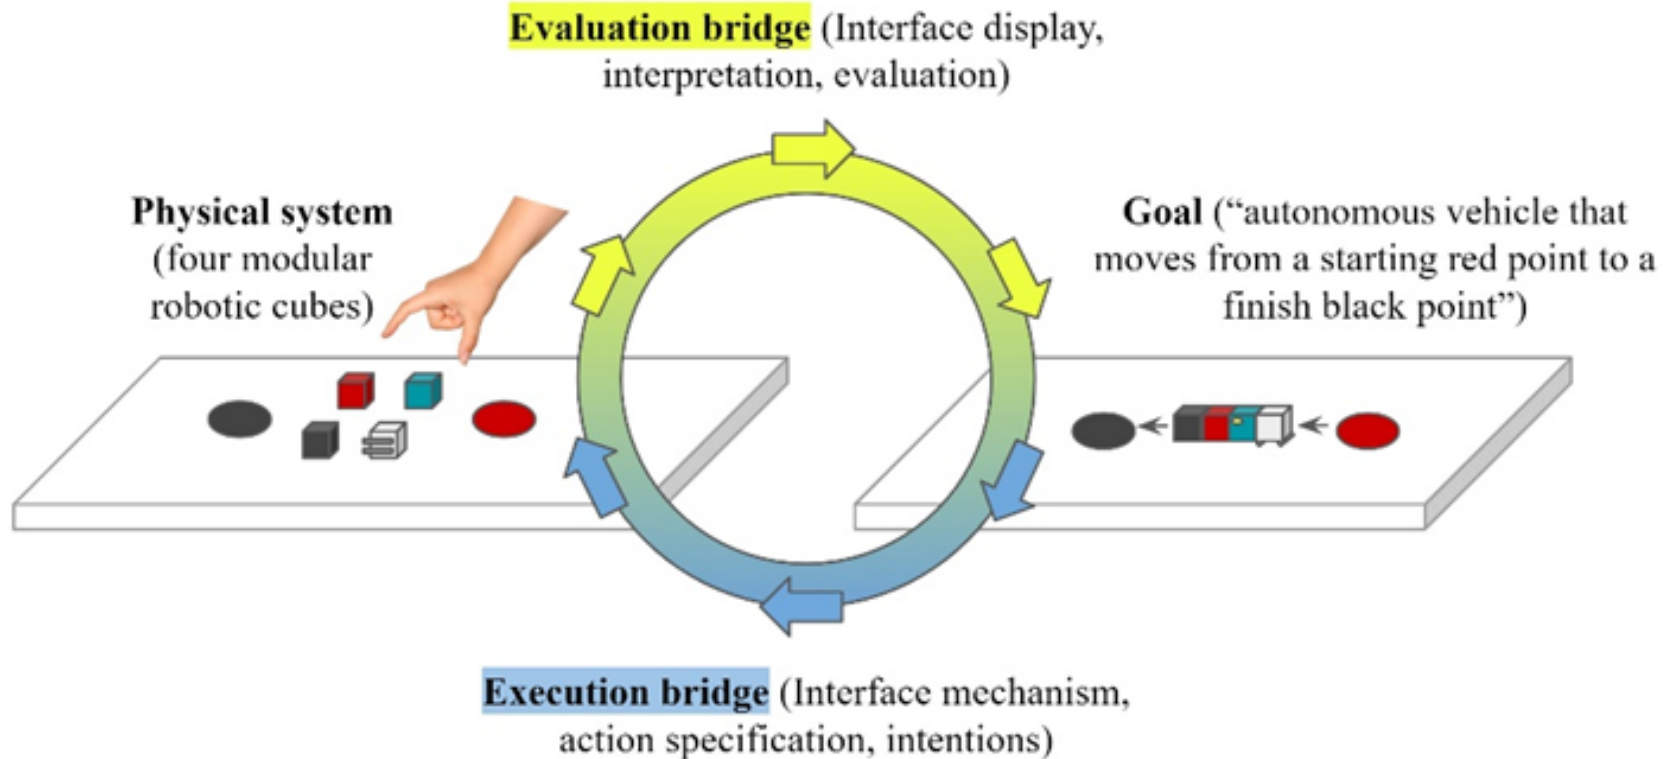 Evaluation bridge (Interface display,
interpretation, evaluation)
Physical system
(four modular
robotic cubes)
Goal (“autonomous vehicle that
moves from a starting red point to a
finish black point”)
Execution bridge (Interface mechanism,
action specification, intentions)